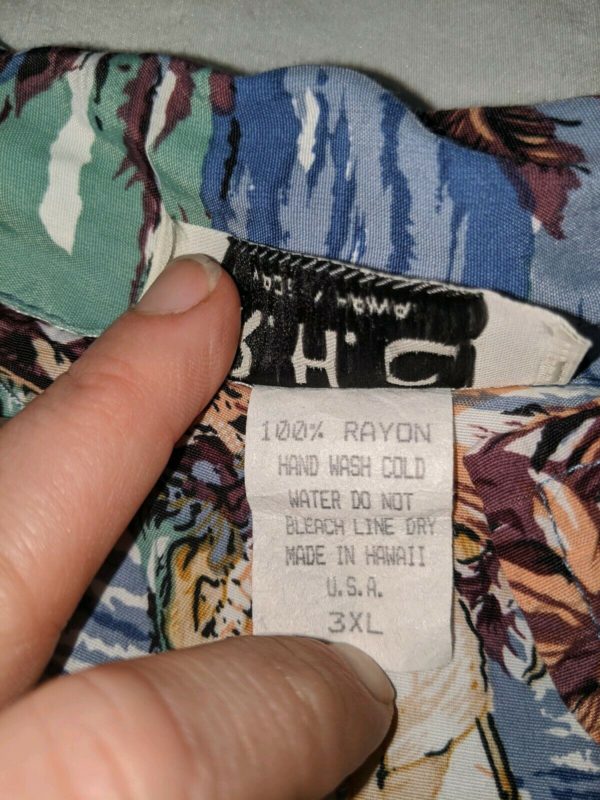 100% RAYON
HAND WASH COLD
WATER DO NOT
BLEACH LINE DRY
MADE IN HAWAII
U.S.A.
3XL